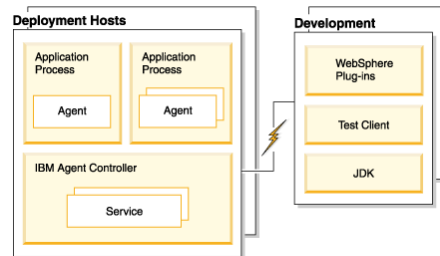 Deployment Hosts
Application
Process
Agent
Application
Process
Agent
IBM Agent Controller
Service
Development
WebSphere
Plug-ins
Test Client
JDK